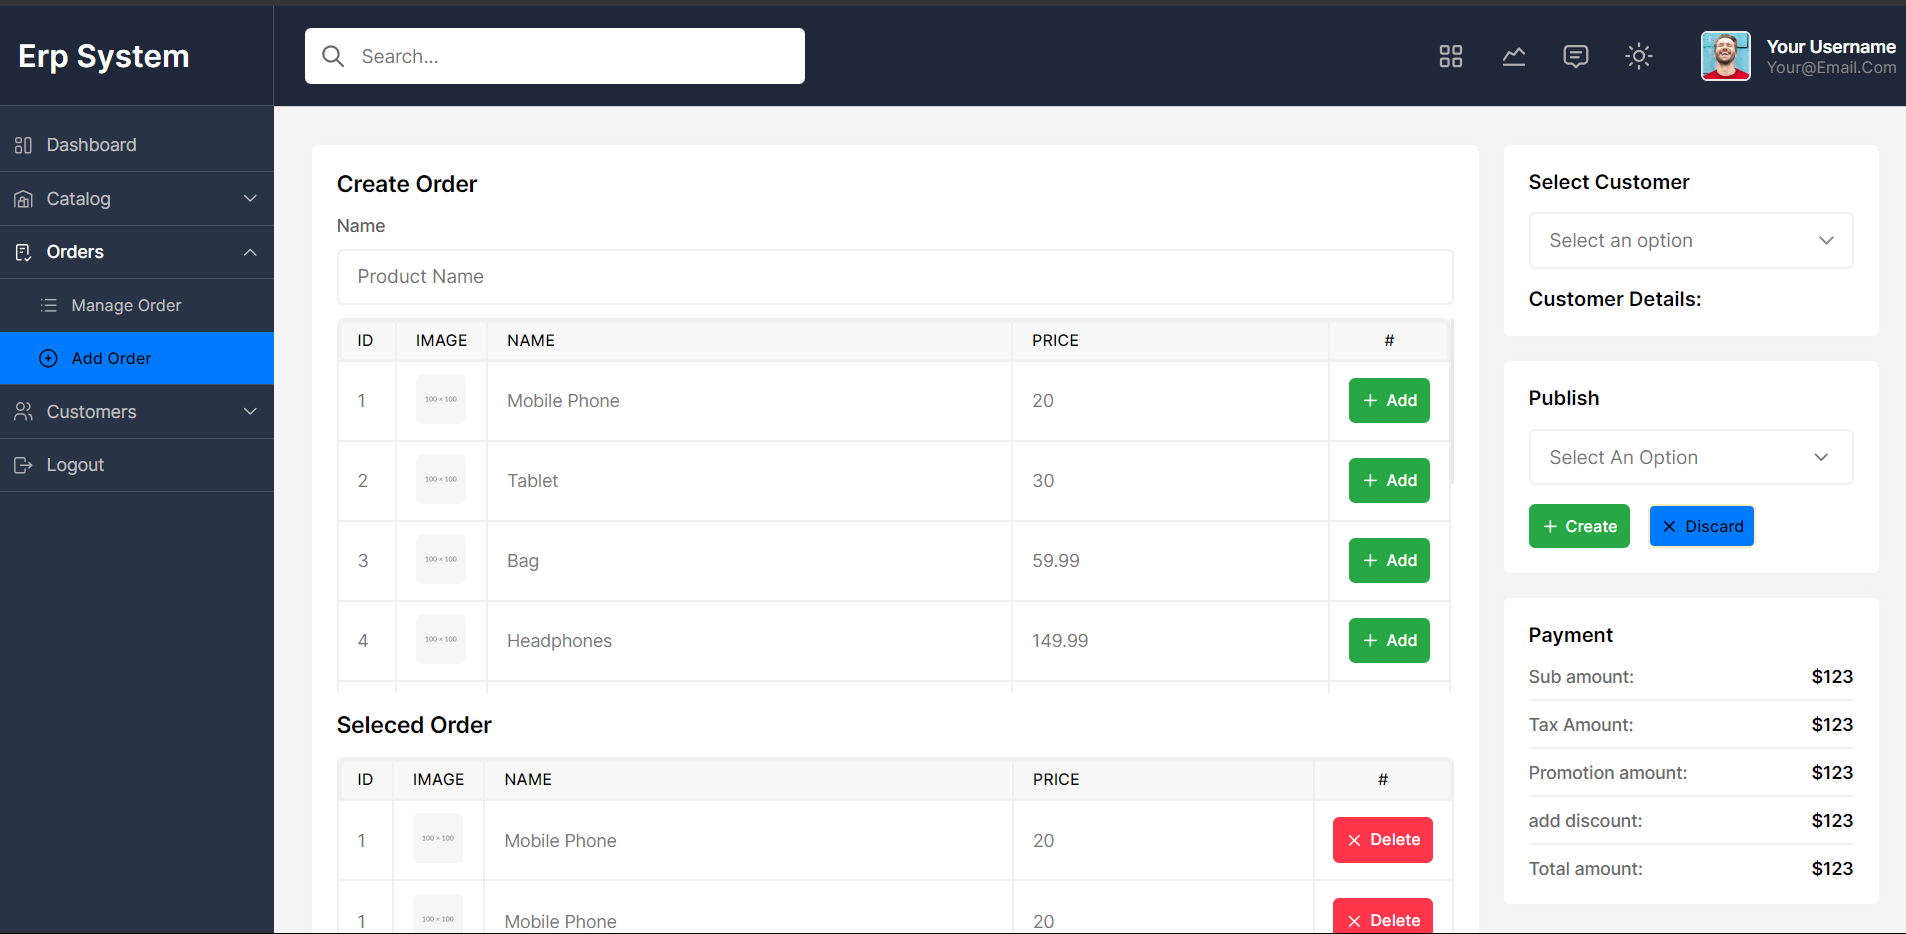 Erp System
Search...
Your Username
Your@Email.Com
Dashboard
Catalog
Orders
Manage Order
Add Order
Customers
Logout
Create Order
Name
Product Name
ID IMAGE NAME PRICE #
1 100 × 100 Mobile Phone 20 + Add
2 100 × 100 Tablet 30 + Add
3 100 × 100 Bag 59.99 + Add
4 100 × 100 Headphones 149.99 + Add
Seleced Order
ID IMAGE NAME PRICE #
1 100 × 100 Mobile Phone 20 × Delete
1 100 × 100 Mobile Phone 20 × Delete
Select Customer
Select an option
Customer Details:
Publish
Select An Option
+ Create × Discard
Payment
Sub amount: $123
Tax Amount: $123
Promotion amount: $123
add discount: $123
Total amount: $123